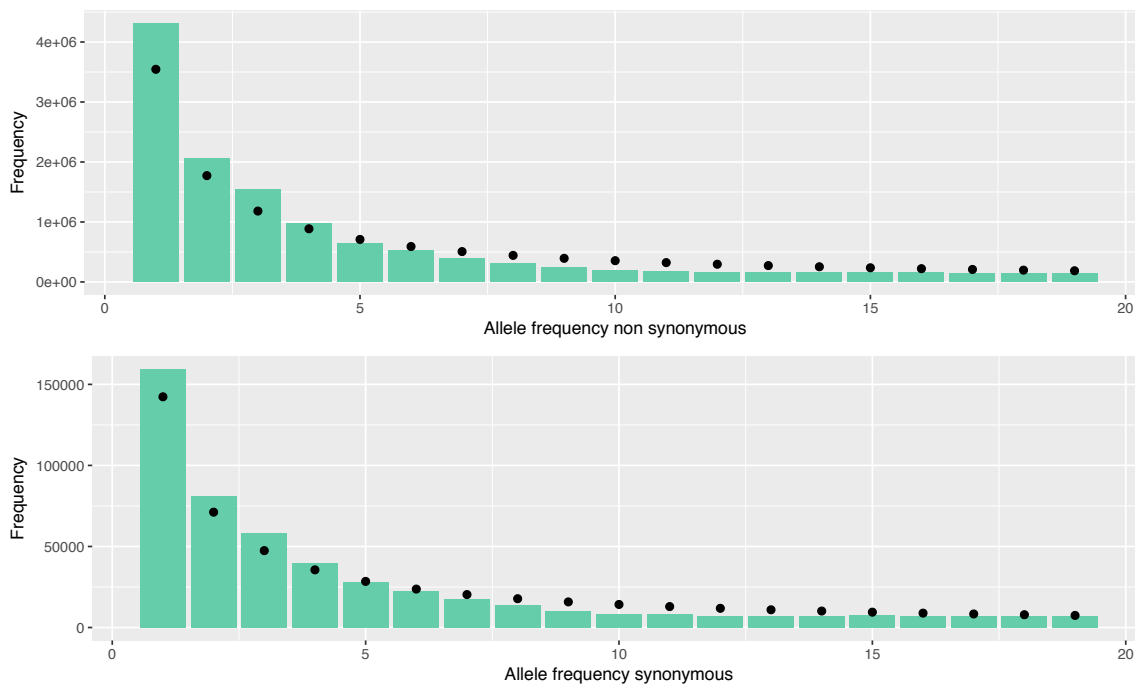 4e+06
3e+06
2e+06
1e+06
0e+00
Frequency
0 5 10 15 20
Allele frequency non synonymous
150000
100000
50000
0
Frequency
0 5 10 15 20
Allele frequency synonymous